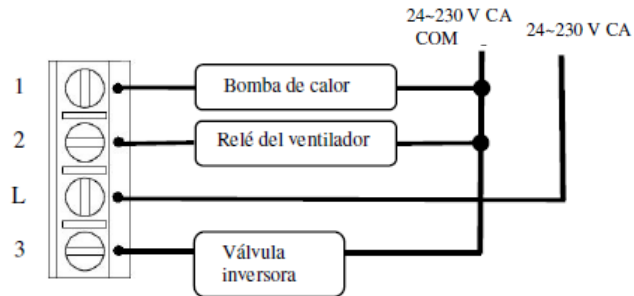 24~230 V CA
COM
24~230 V CA
1
Bomba de calor
2
Relé del ventilador
L
3
Válvula
inversora